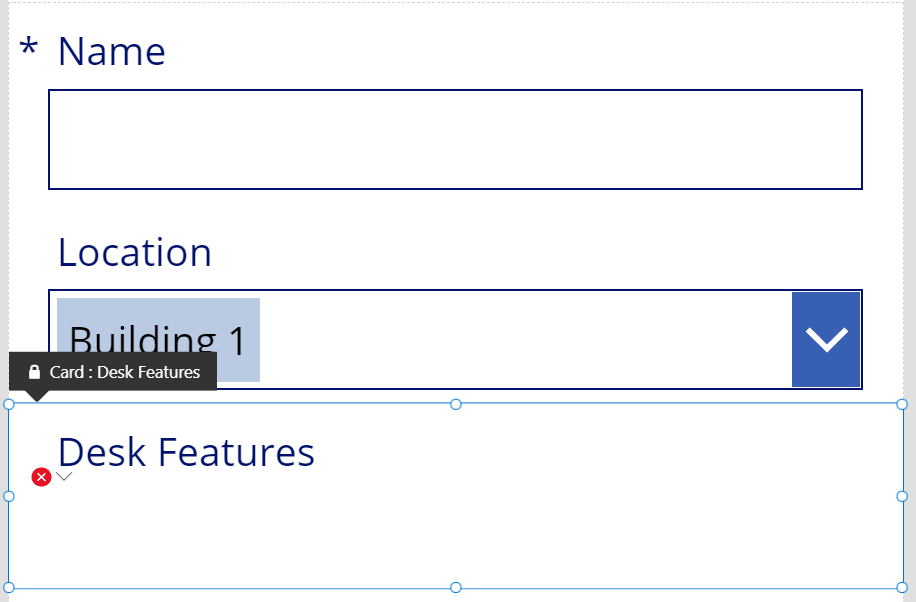 * Name
Location
Building 1
Card : Desk Features
Desk Features